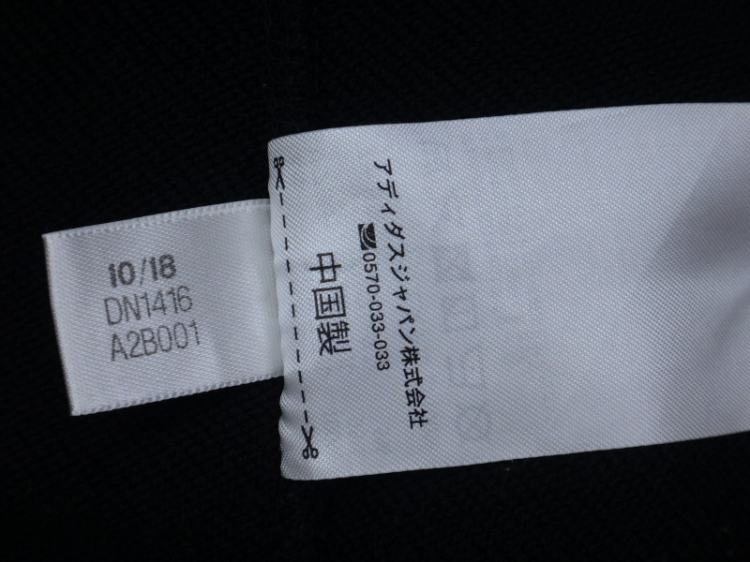 10/18
DN1416
A2B001
アディダスジャパン株式会社
0570-033-033
中国製